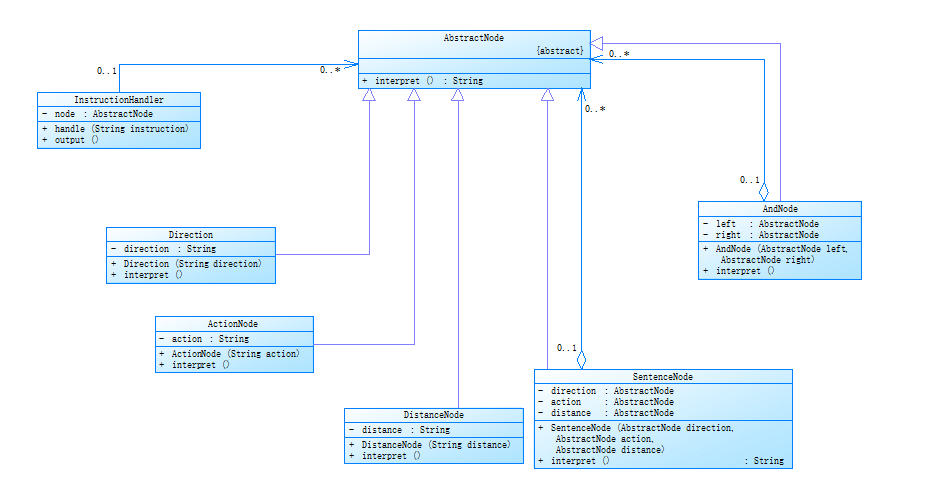 AbstractNode
{abstract}
+ interpret () : String
0..1
0..*
0..*
0..*
InstructionHandler
- node : AbstractNode
+ handle (String instruction)
+ output ()
0..1
AndNode
- left : AbstractNode
- right : AbstractNode
+ AndNode (AbstractNode left,
AbstractNode right)
+ interpret ()
Direction
- direction : String
+ Direction (String direction)
+ interpret ()
ActionNode
- action : String
+ ActionNode (String action)
+ interpret ()
0..1
SentenceNode
- direction : AbstractNode
- action : AbstractNode
- distance : AbstractNode
+ SentenceNode (AbstractNode direction,
AbstractNode action,
AbstractNode distance)
+ interpret () : String
DistanceNode
- distance : String
+ DistanceNode (String distance)
+ interpret ()